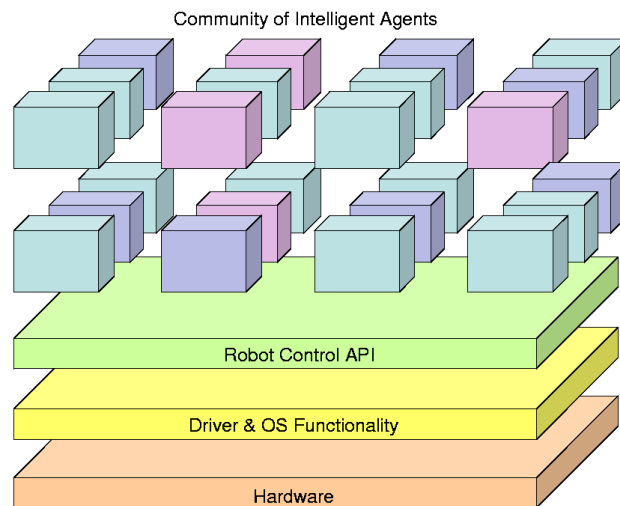 Community of Intelligent Agents
Robot Control API
Driver & OS Functionality
Hardware